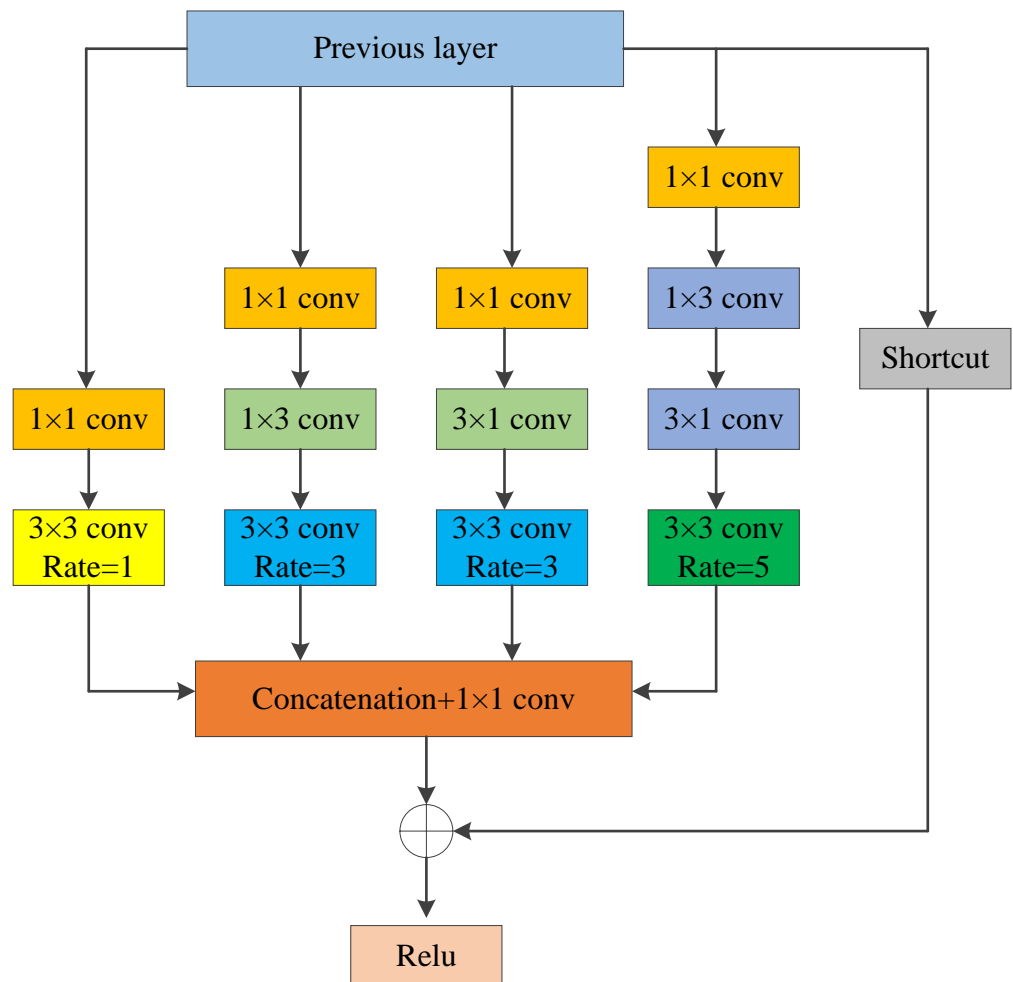 Previous layer
1×1 conv
1×1 conv
1×1 conv
1×3 conv
Shortcut
1×1 conv
1×3 conv
3×1 conv
3×1 conv
3×3 conv
Rate=1
3×3 conv
Rate=3
3×3 conv
Rate=3
3×3 conv
Rate=5
Concatenation+1×1 conv
Relu